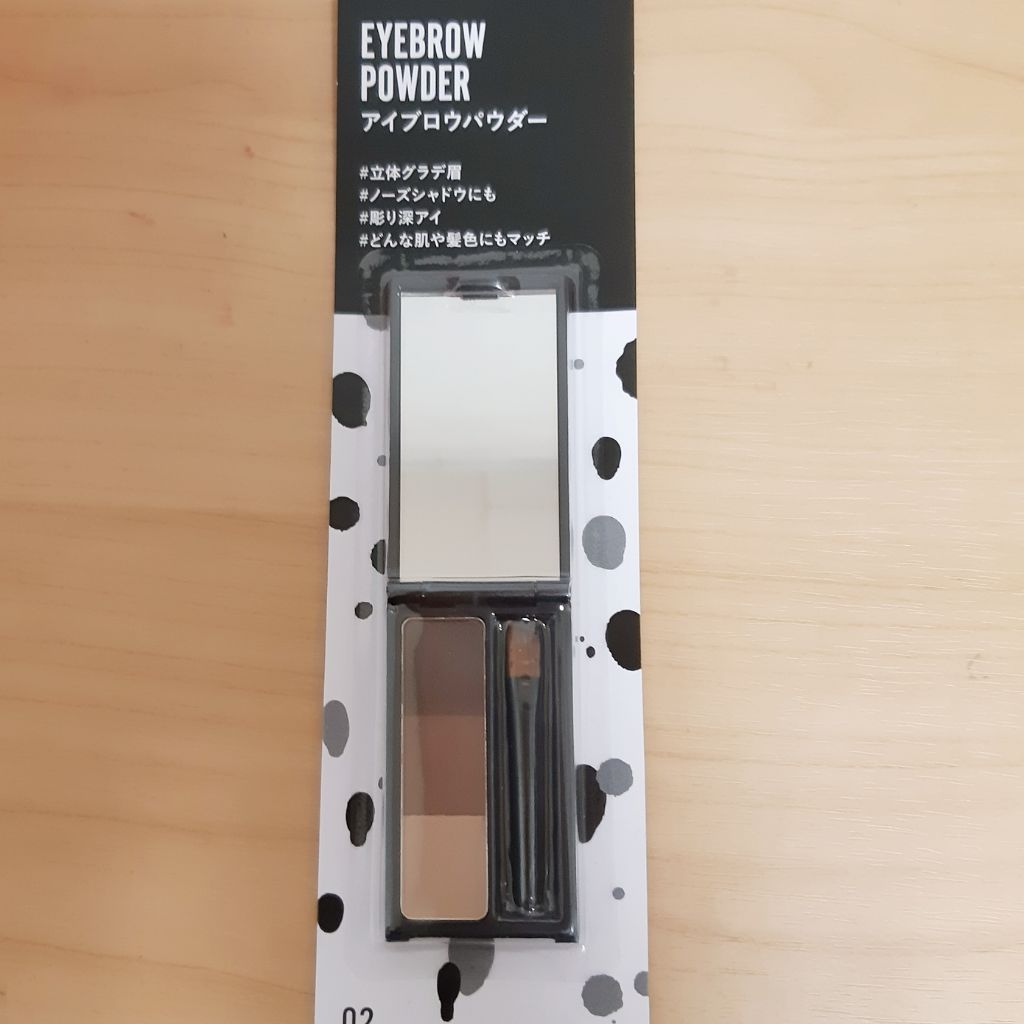 EYEBROW
POWDER
アイブロウパウダー
#立体グラデ眉
#ノーズシャドウにも
#彫り深アイ
#どんな肌や髪色にもマッチ
02